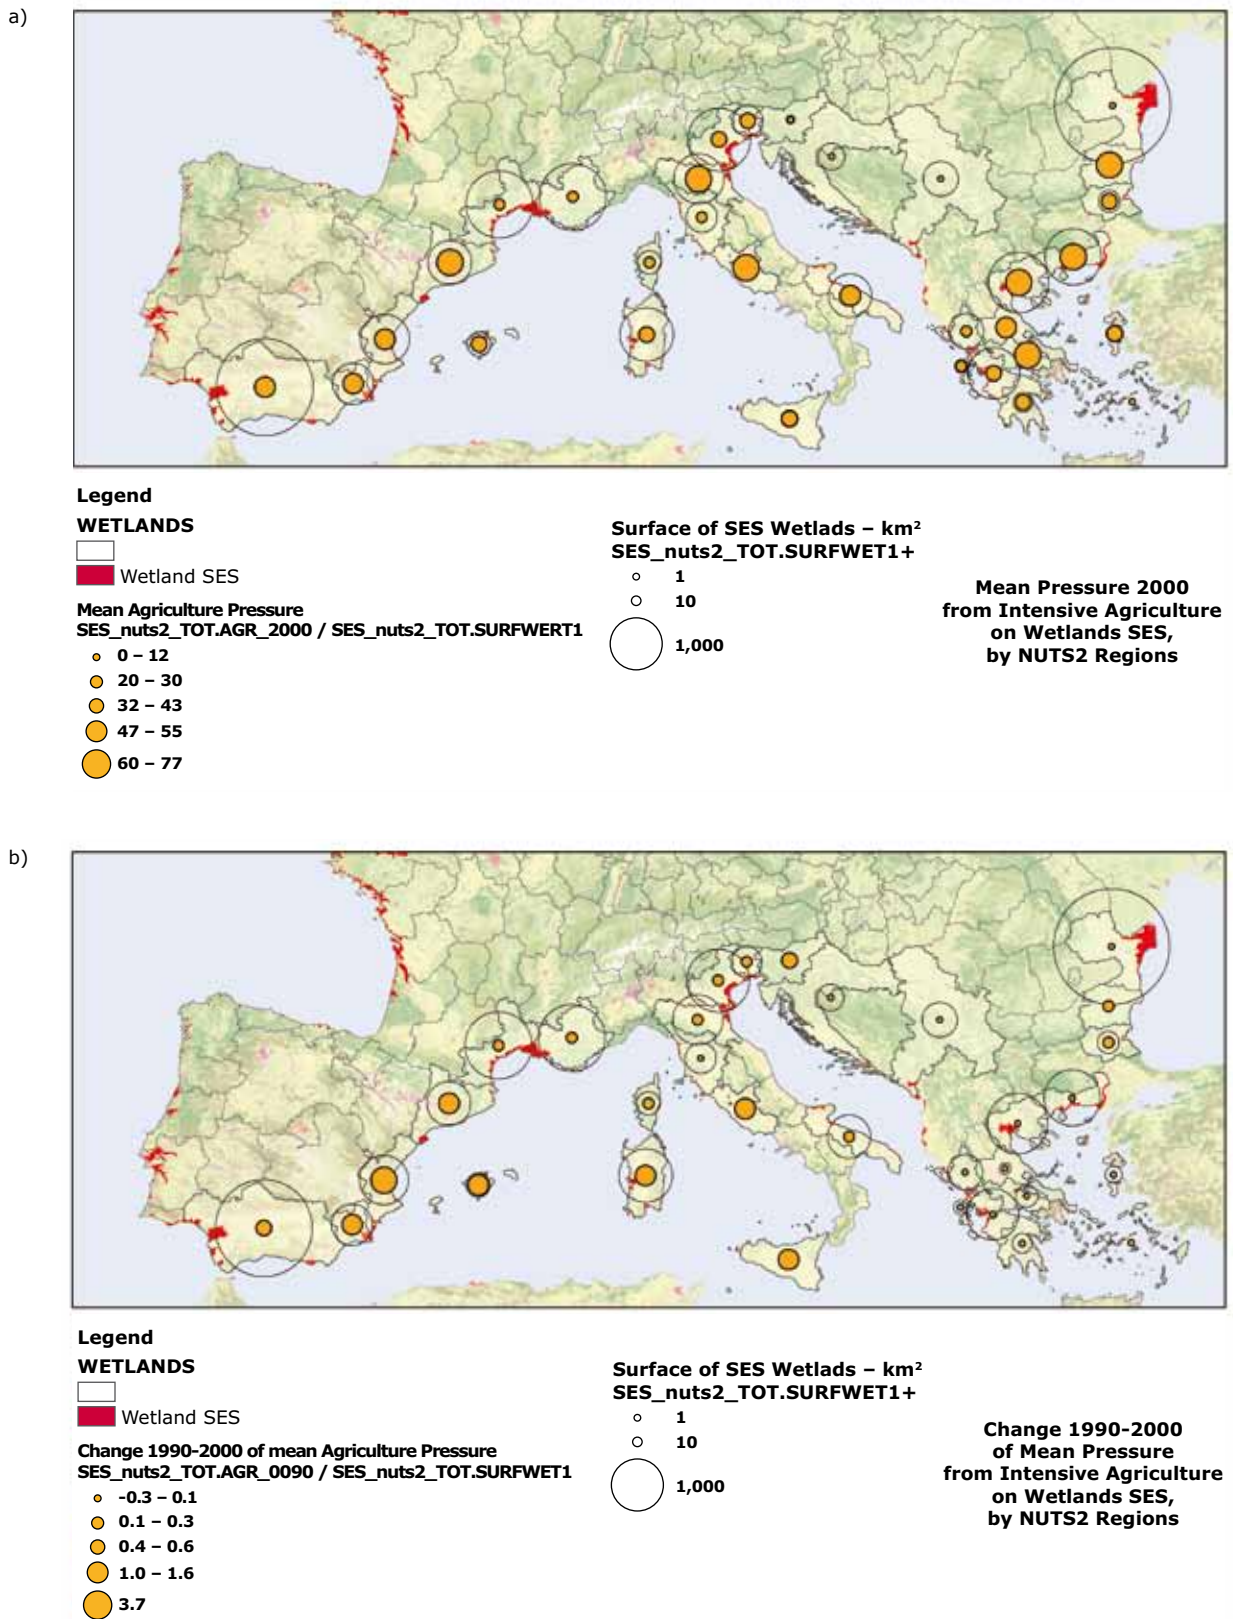 a)
Legend
WETLANDS
Wetland SES
Mean Agriculture Pressure
SES_nuts2_TOT.AGR_2000 / SES_nuts2_TOT.SURFWERT1
0 – 12
20 – 30
32 – 43
47 – 55
60 – 77
Surface of SES Wetlads – km²
SES_nuts2_TOT.SURFWET1+
1
10
1,000
Mean Pressure 2000
from Intensive Agriculture
on Wetlands SES,
by NUTS2 Regions
b)
Legend
WETLANDS
Wetland SES
Change 1990-2000 of mean Agriculture Pressure
SES_nuts2_TOT.AGR_0090 / SES_nuts2_TOT.SURFWET1
-0.3 – 0.1
0.1 – 0.3
0.4 – 0.6
1.0 – 1.6
3.7
Surface of SES Wetlads – km²
SES_nuts2_TOT.SURFWET1+
1
10
1,000
Change 1990-2000
of Mean Pressure
from Intensive Agriculture
on Wetlands SES,
by NUTS2 Regions